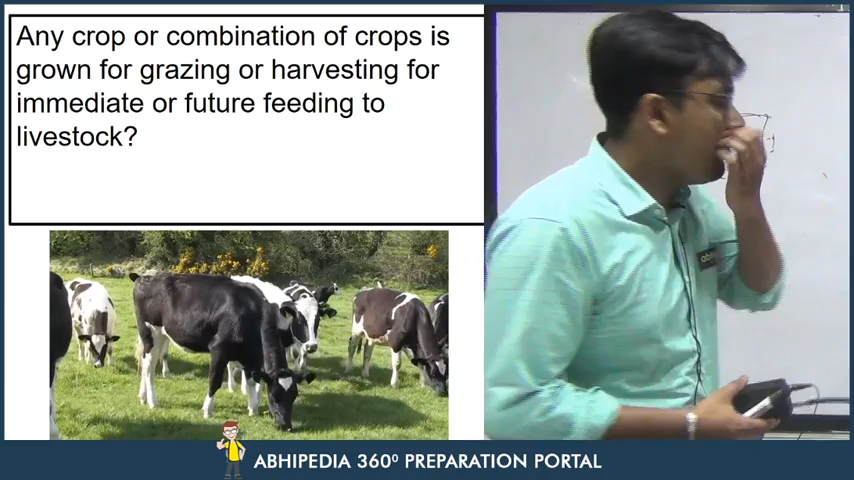 Any crop or combination of crops is
grown for grazing or harvesting for
immediate or future feeding to
livestock?
ABHIPEDIA 360⁰ PREPARATION PORTAL